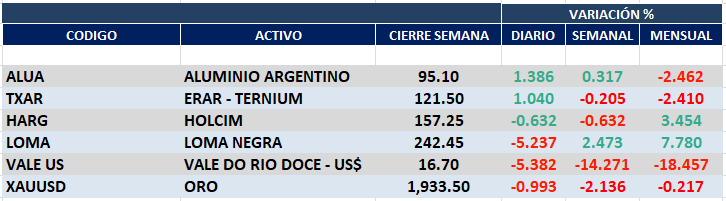 VARIACIÓN %
CODIGO ACTIVO CIERRE SEMANA DIARIO SEMANAL MENSUAL
ALUA ALUMINIO ARGENTINO 95.10 1.386 0.317 -2.462
TXAR ERAR - TERNIUM 121.50 1.040 -0.205 -2.410
HARG HOLCIM 157.25 -0.632 -0.632 3.454
LOMA LOMA NEGRA 242.45 -5.237 2.473 7.780
VALE US VALE DO RIO DOCE - US$ 16.70 -5.382 -14.271 -18.457
XAUUSD ORO 1,933.50 -0.993 -2.136 -0.217